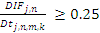 DIF_{j,n}
Dt_{j,n,m,k} ≥ 0.25